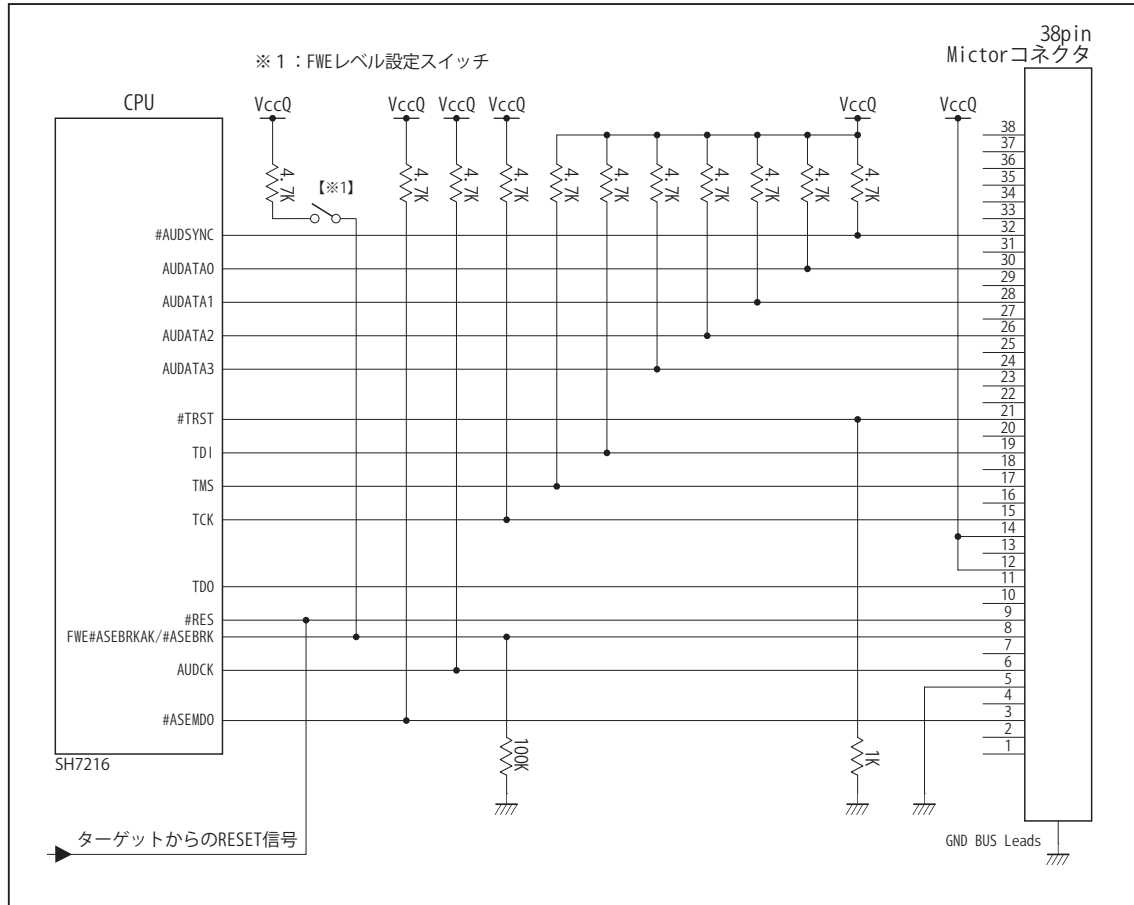 38pin
Mictorコネクタ
※1：FWEレベル設定スイッチ
CPU
VccQ
VccQ
VccQ
VccQ
VccQ
VccQ
4.7K
【※1】
4.7K
4.7K
4.7K
4.7K
4.7K
4.7K
4.7K
4.7K
4.7K
4.7K
#AUDSYNC
AUDATA0
AUDATA1
AUDATA2
AUDATA3
#TRST
TDI
TMS
TCK
TDO
#RES
FWE#ASEBRKAK/#ASEBRK
AUDCK
#ASEMD0
38
37
36
35
34
33
32
31
30
29
28
27
26
25
24
23
22
21
20
19
18
17
16
15
14
13
12
11
10
9
8
7
6
5
4
3
2
1
100K
1K
SH7216
ターゲットからのRESET信号
GND BUS Leads